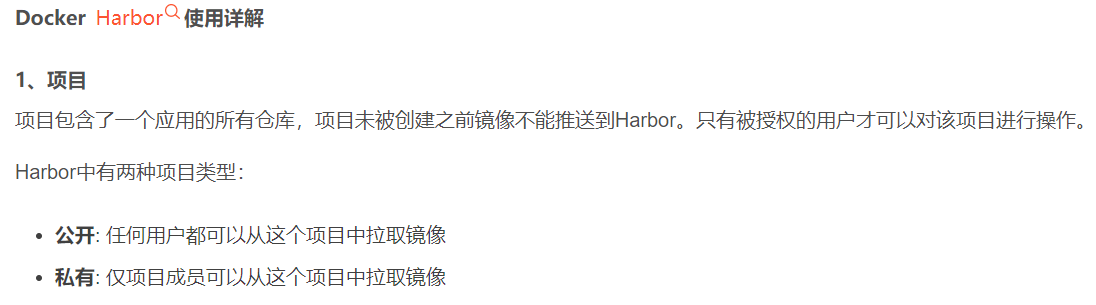 Docker Harbor使用详解
1、项目
项目包含了一个应用的所有仓库，项目未被创建之前镜像不能推送到Harbor。只有被授权的用户才可以对该项目进行操作。
Harbor中有两种项目类型：
• 公开: 任何用户都可以从这个项目中拉取镜像
• 私有: 仅项目成员可以从这个项目中拉取镜像